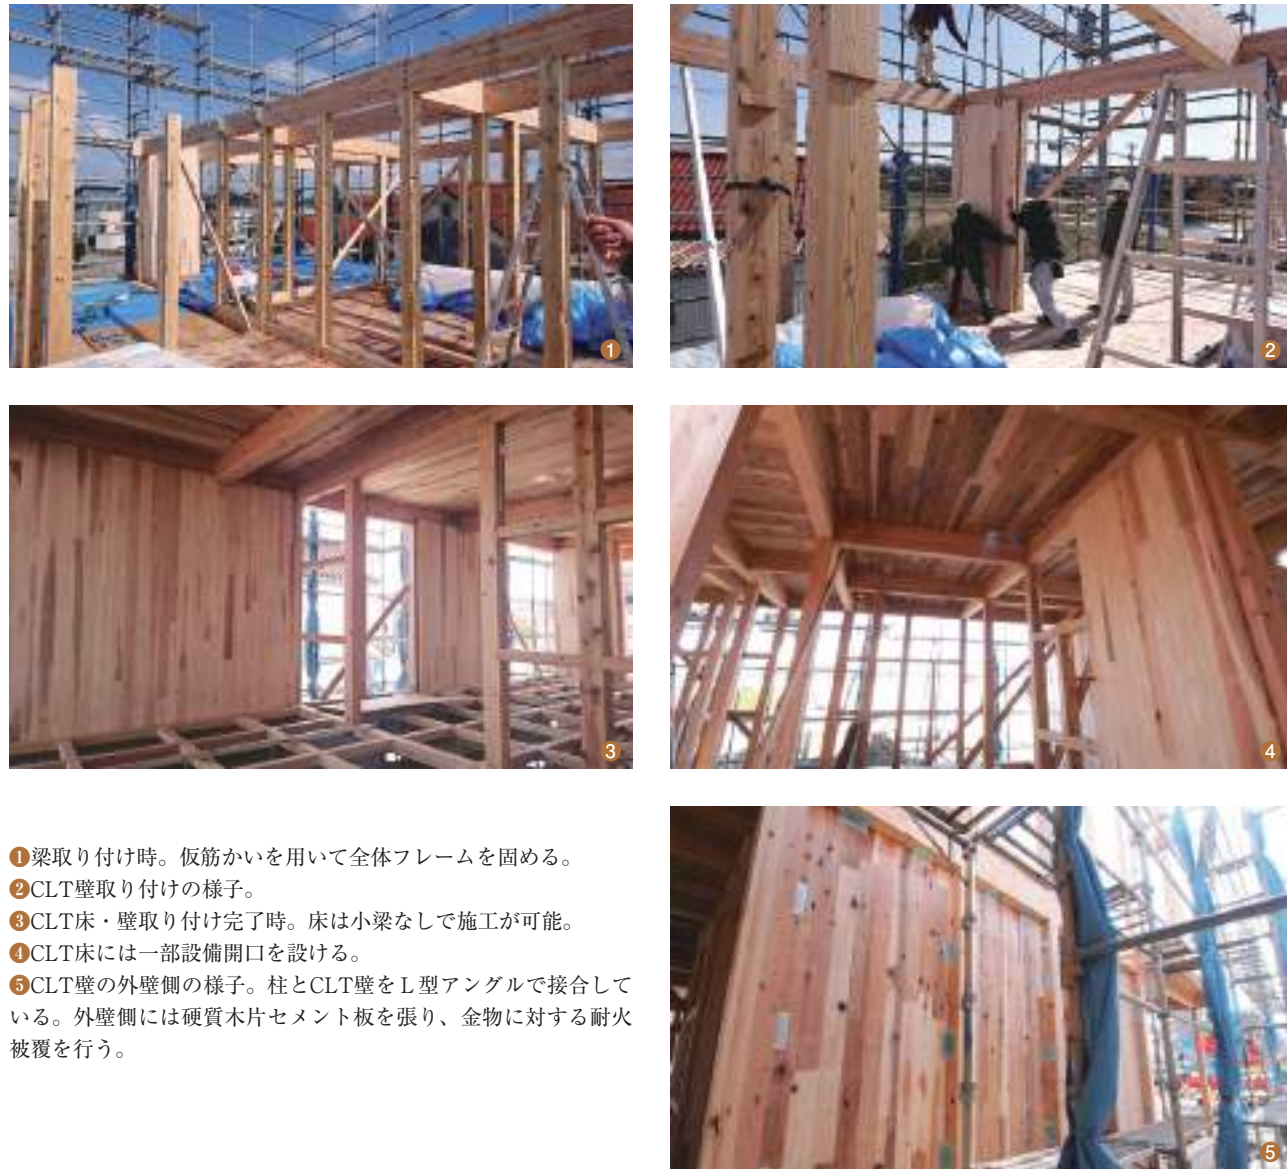 1
2
3
4
❶梁取り付け時。仮筋かいを用いて全体フレームを固める。
❷CLT壁取り付けの様子。
❸CLT床・壁取り付け完了時。床は小梁なしで施工が可能。
❹CLT床には一部設備開口を設ける。
❺CLT壁の外壁側の様子。柱とCLT壁をL型アングルで接合して
いる。外壁側には硬質木片セメント板を張り、金物に対する耐火
被覆を行う。
5